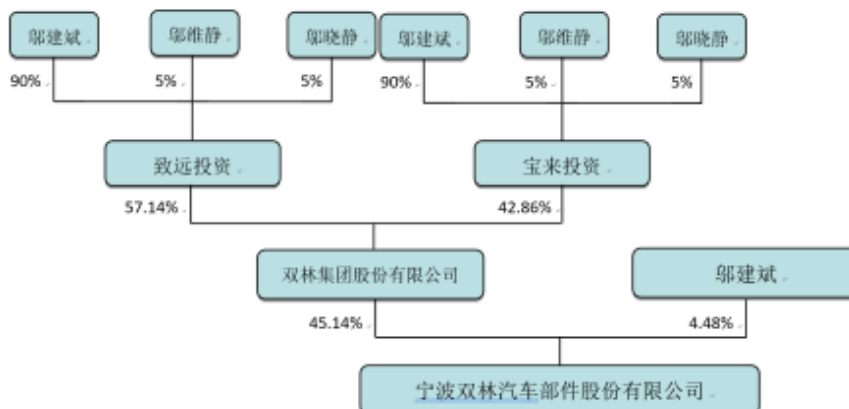 邬建斌
邬维静
邬晓静
邬建斌
邬维静
邬晓静
90%
5%
5%
90%
5%
5%
致远投资
宝来投资
57.14%
42.86%
双林集团股份有限公司
邬建斌
45.14%
4.48%
宁波双林汽车部件股份有限公司